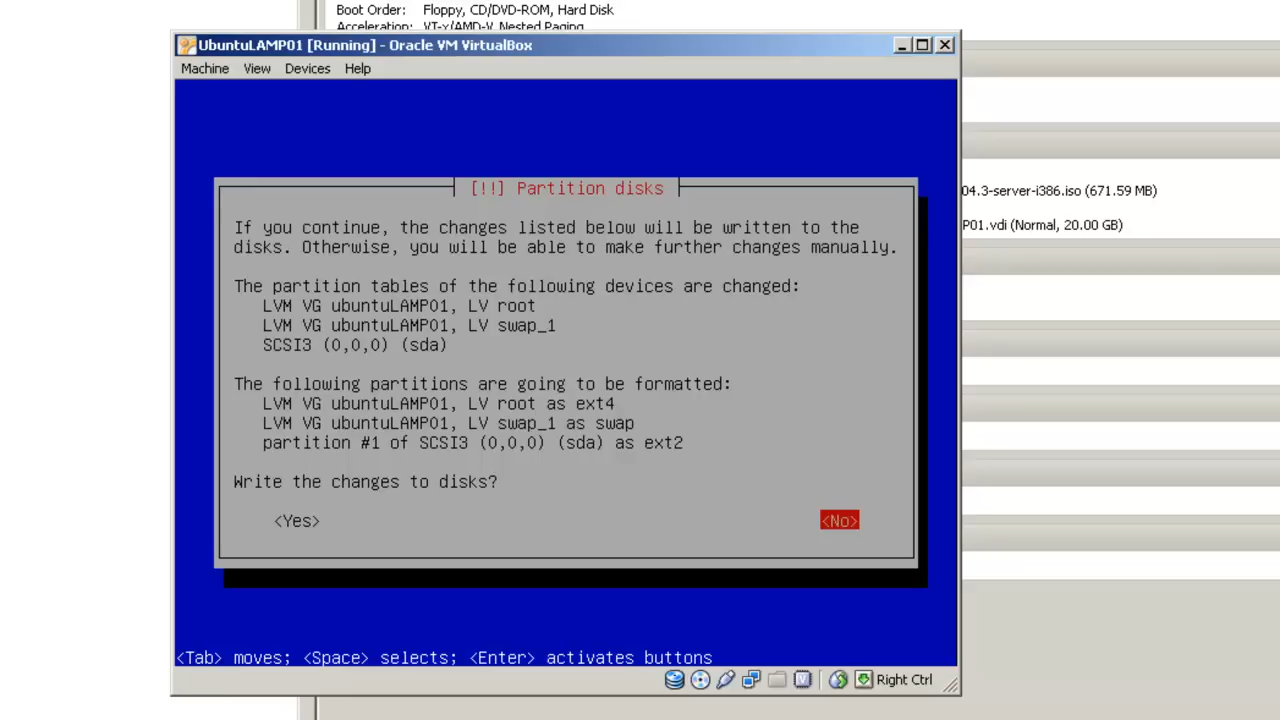 Boot Order: Floppy, CD/DVD-ROM, Hard Disk
Acceleration: VT-x/AMD-V, Nested Paging
UbuntuLAMP01 [Running] - Oracle VM VirtualBox
Machine View Devices Help
[!!] Partition disks
If you continue, the changes listed below will be written to the
disks. Otherwise, you will be able to make further changes manually.
The partition tables of the following devices are changed:
LVM VG ubuntuLAMP01, LV root
LVM VG ubuntuLAMP01, LV swap_1
SCSI3 (0,0,0) (sda)
The following partitions are going to be formatted:
LVM VG ubuntuLAMP01, LV root as ext4
LVM VG ubuntuLAMP01, LV swap_1 as swap
partition #1 of SCSI3 (0,0,0) (sda) as ext2
Write the changes to disks?
<Yes> <No>
04.3-server-i386.iso (671.59 MB)
P01.vdi (Normal, 20.00 GB)
<Tab> moves; <Space> selects; <Enter> activates buttons
Right Ctrl